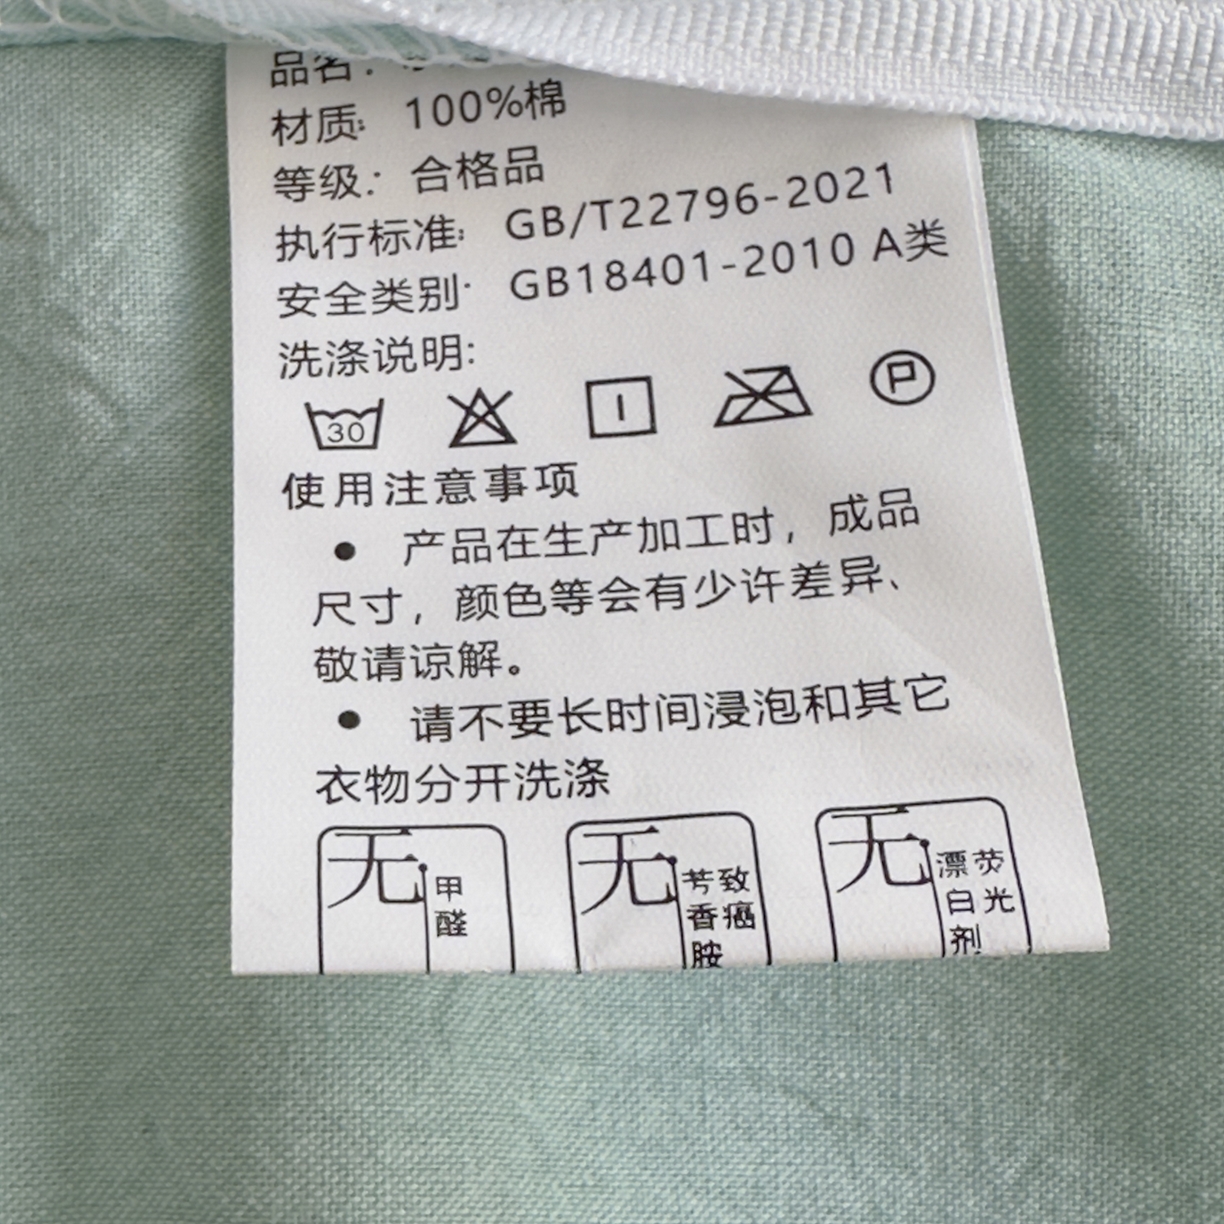 品名：
材质：100%棉
等级：合格品
执行标准：GB/T22796-2021
安全类别：GB18401-2010 A类
洗涤说明：
30 P
使用注意事项
● 产品在生产加工时，成品
尺寸，颜色等会有少许差异、
敬请谅解。
● 请不要长时间浸泡和其它
衣物分开洗涤
无 甲醛
无 致癌芳香胺
无 荧光漂白剂